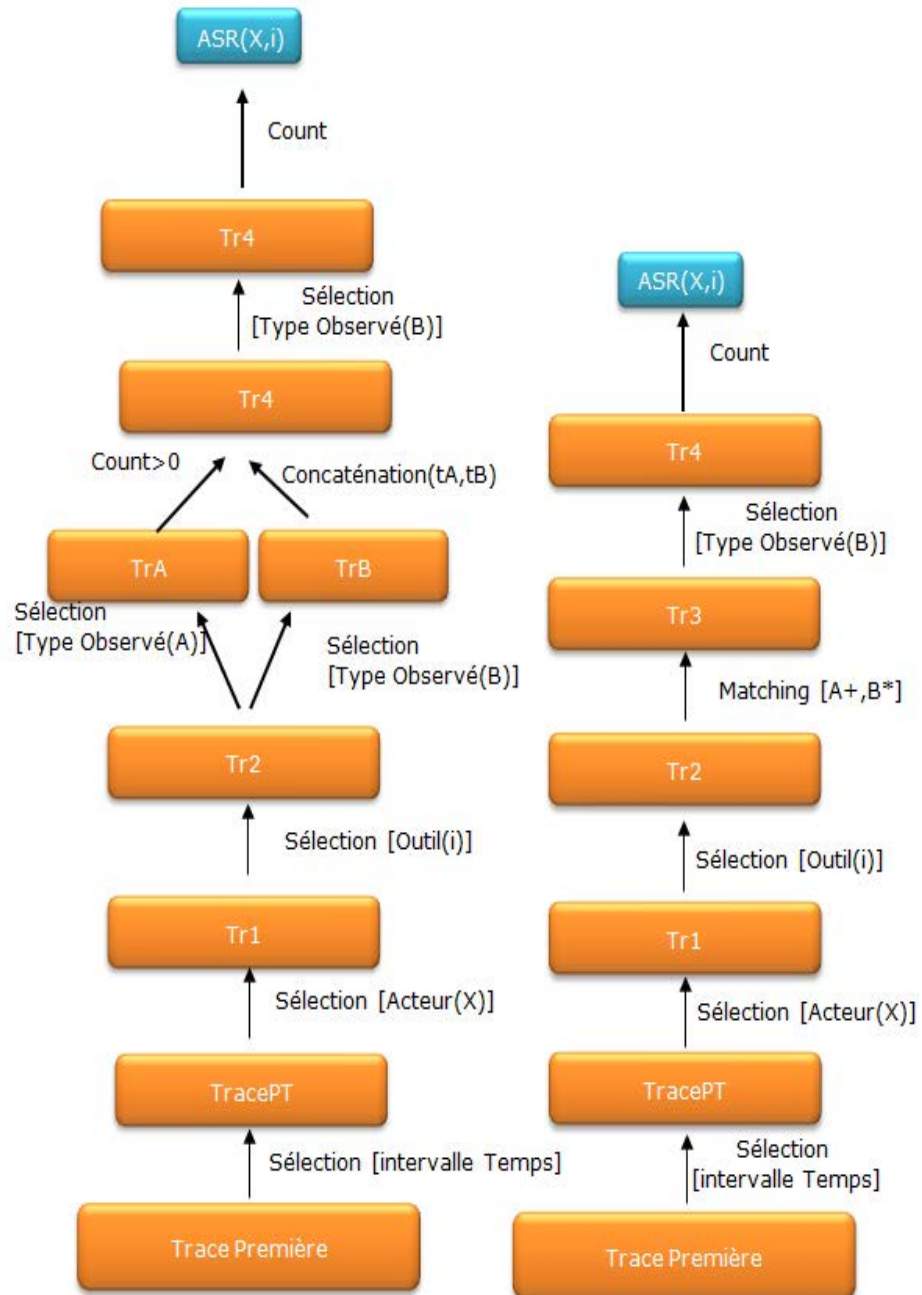 ASR(X,i)
Count
Tr4
Sélection
[Type Observé(B)]
Tr4
Count>0
Concaténation(tA,tB)
TrA
TrB
Sélection
[Type Observé(A)]
Sélection
[Type Observé(B)]
Tr2
Sélection [Outil(i)]
Tr1
Sélection [Acteur(X)]
TracePT
Sélection [intervalle Temps]
Trace Première
ASR(X,i)
Count
Tr4
Sélection
[Type Observé(B)]
Tr3
Matching [A+,B*]
Tr2
Sélection [Outil(i)]
Tr1
Sélection [Acteur(X)]
TracePT
Sélection
[intervalle Temps]
Trace Première